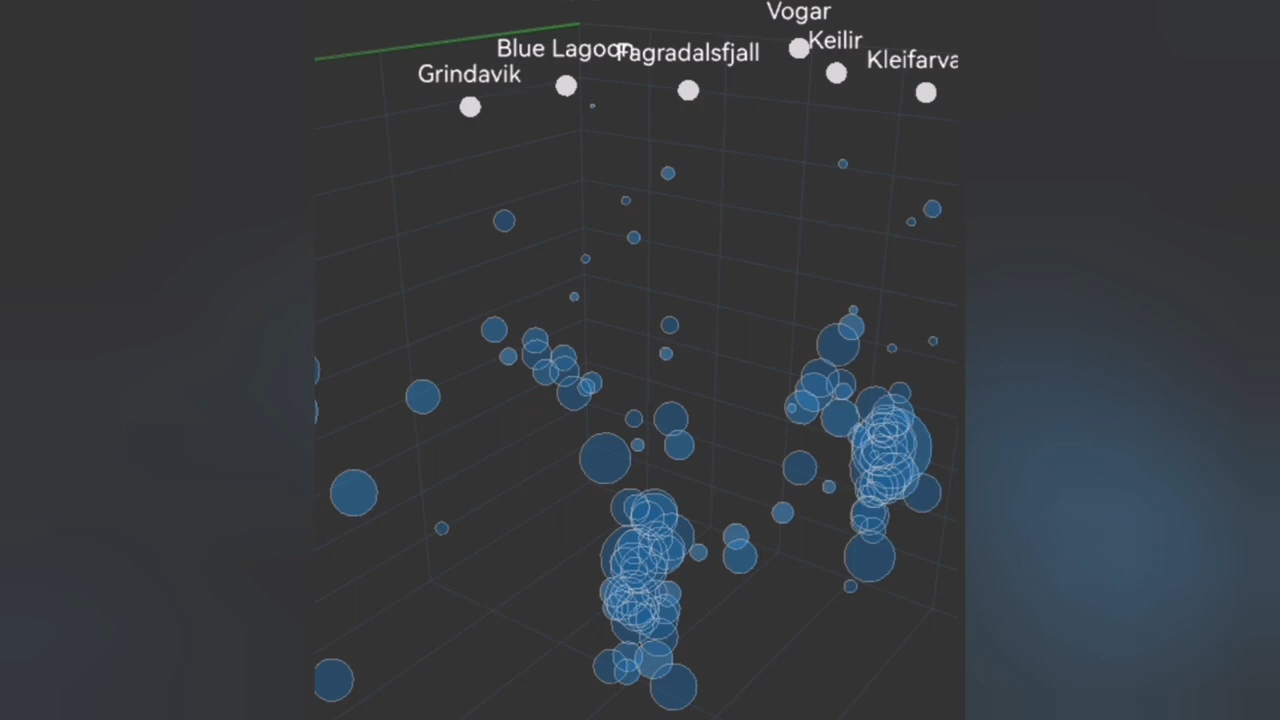 Vogar
Keilir
Blue Lagoon
Fagradalsfjall
Kleifarva
Grindavik